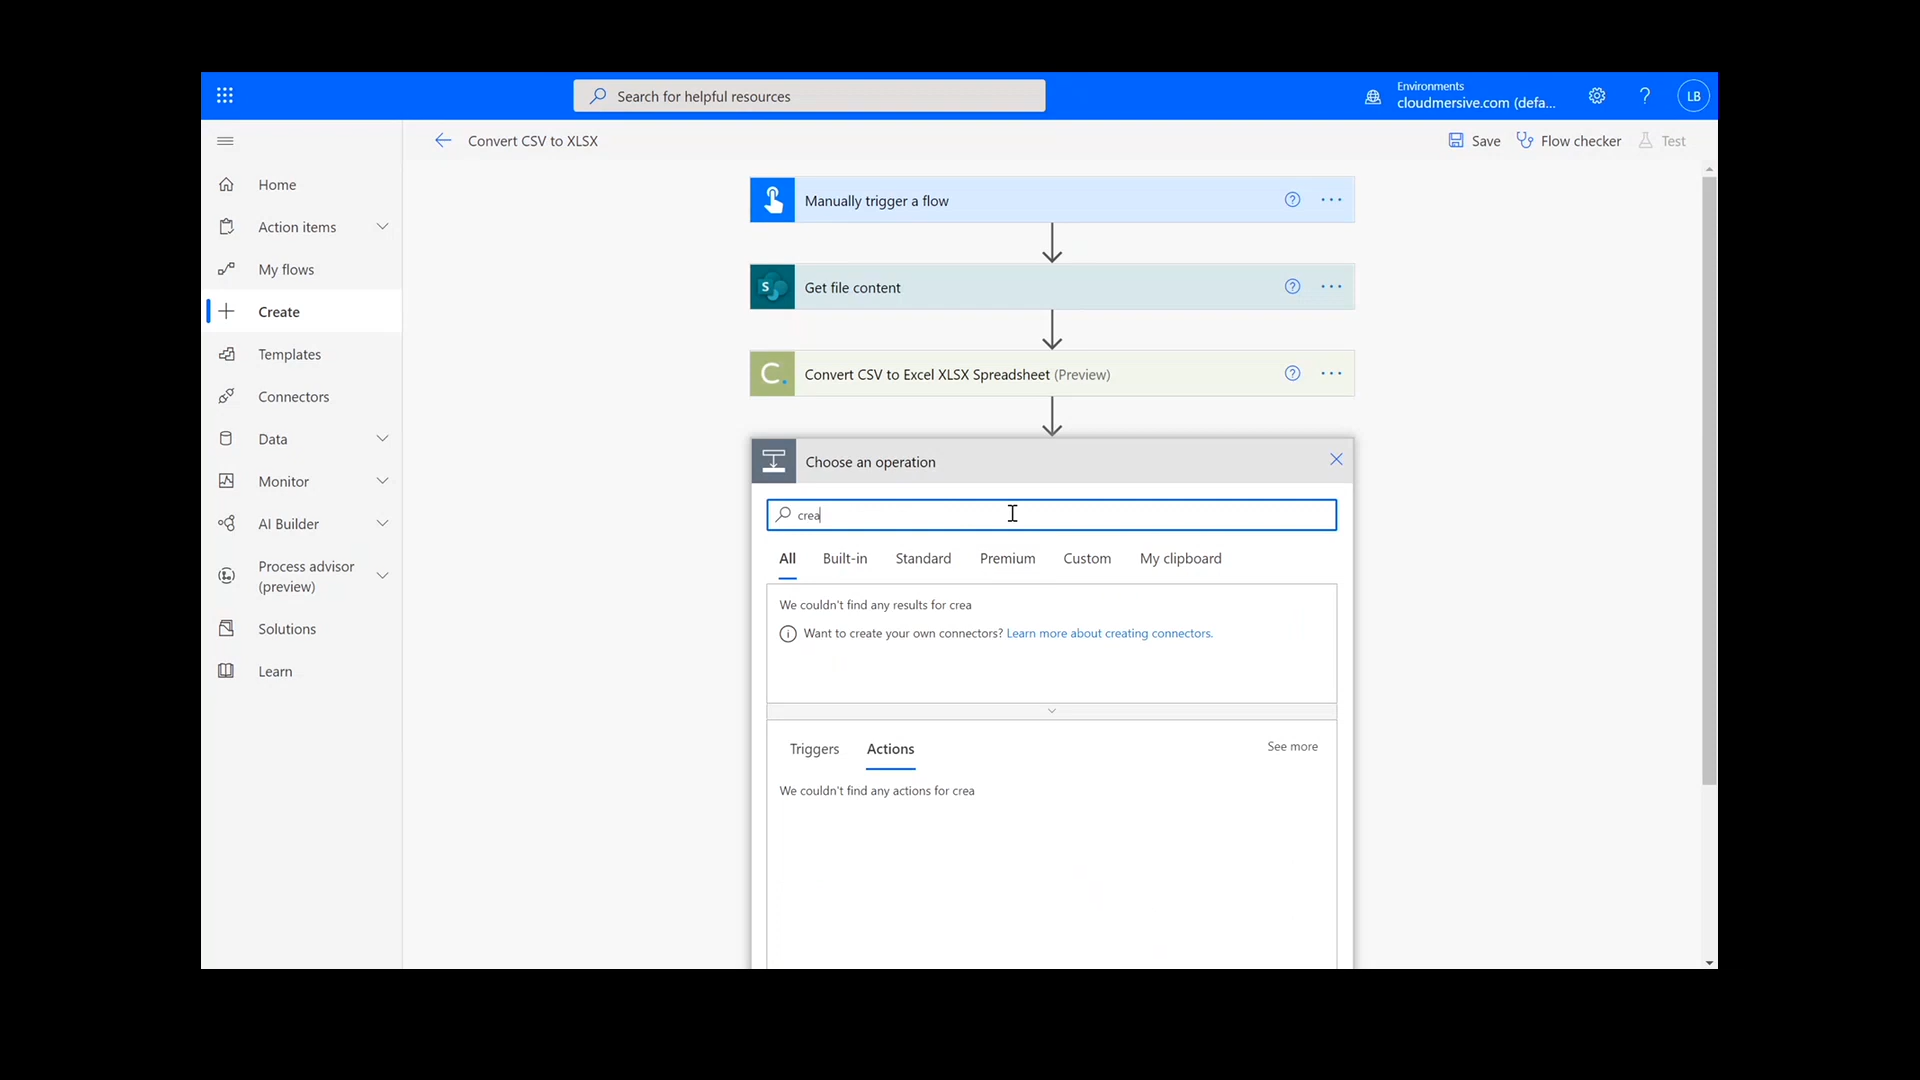 Search for helpful resources
Environments
cloudmersive.com (defa...
LB
Convert CSV to XLSX
Save
Flow checker
Test
Home
Action items
My flows
Create
Templates
Connectors
Data
Monitor
AI Builder
Process advisor
(preview)
Solutions
Learn
Manually trigger a flow
S
Get file content
C.
Convert CSV to Excel XLSX Spreadsheet (Preview)
Choose an operation
crea
All
Built-in
Standard
Premium
Custom
My clipboard
We couldn't find any results for crea
Want to create your own connectors? Learn more about creating connectors.
Triggers
Actions
See more
We couldn't find any actions for crea